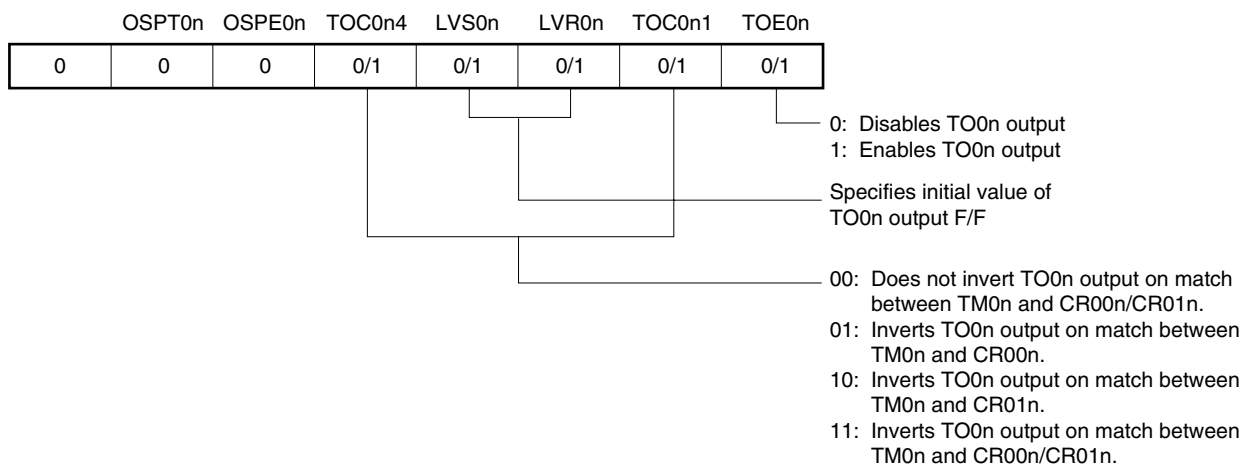 OSPT0n OSPE0n TOC0n4 LVS0n LVR0n TOC0n1 TOE0n
0 0 0 0/1 0/1 0/1 0/1 0/1
0: Disables TO0n output
1: Enables TO0n output
Specifies initial value of
TO0n output F/F
00: Does not invert TO0n output on match
between TM0n and CR00n/CR01n.
01: Inverts TO0n output on match between
TM0n and CR00n.
10: Inverts TO0n output on match between
TM0n and CR01n.
11: Inverts TO0n output on match between
TM0n and CR00n/CR01n.